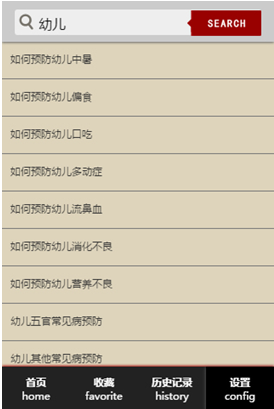 幼儿
SEARCH
如何预防幼儿中暑
如何预防幼儿偏食
如何预防幼儿口吃
如何预防幼儿多动症
如何预防幼儿流鼻血
如何预防幼儿消化不良
如何预防幼儿营养不良
幼儿五官常见病预防
幼儿其他常见病预防
首页 收藏 历史记录 设置
home favorite history config